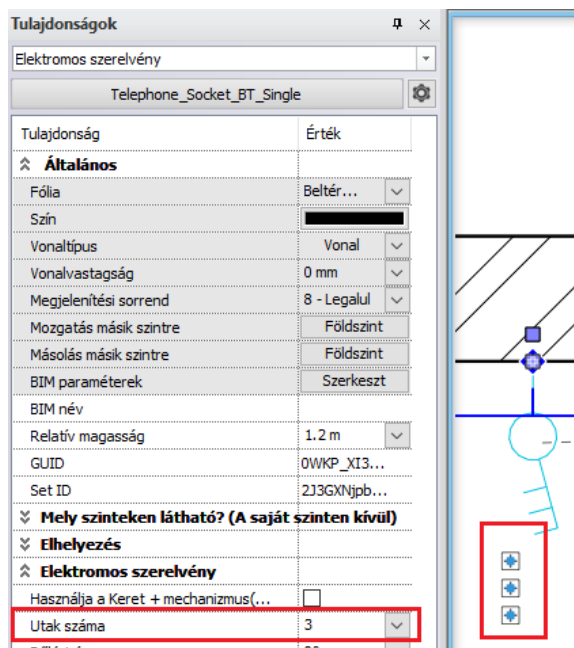 Tulajdonságok
Elektromos szerelvény
Telephone_Socket_BT_Single
Tulajdonság Érték
Általános
Fólia Beltér...
Szín
Vonaltípus Vonal
Vonalvastagság 0 mm
Megjelenítési sorrend 8 - Legalul
Mozgatás másik szintre Földszint
Másolás másik szintre Földszint
BIM paraméterek Szerkeszt
BIM név
Relatív magasság 1.2 m
GUID 0WKP_XI3...
Set ID 2J3GXNjpb...
Mely szinteken látható? (A saját szinten kívül)
Elhelyezés
Elektromos szerelvény
Használja a Keret + mechanizmus(...
Utak száma 3